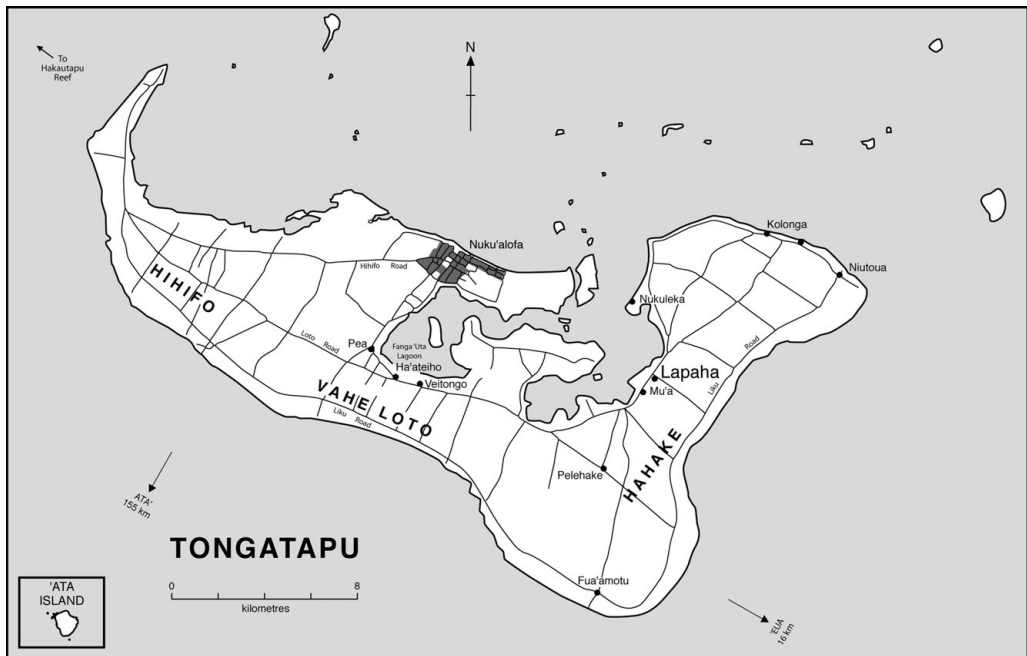 To
Hakautapu
Reef
N
Kolonga
Nuku'alofa
Niutoua
Hihifo Road
HIHIFO
Nukuleka
Loto Road
Pea
Fanga 'Uta
Lagoon
Road
Ha'ateiho
Lapaha
Veitongo
Mu'a
Liku
VAHE LOTO
Liku
Road
HAHAKE
Pelehake
ATA'
155 km
TONGATAPU
'ATA
ISLAND
0 8
kilometres
Fua'amotu
'EUA
16 km